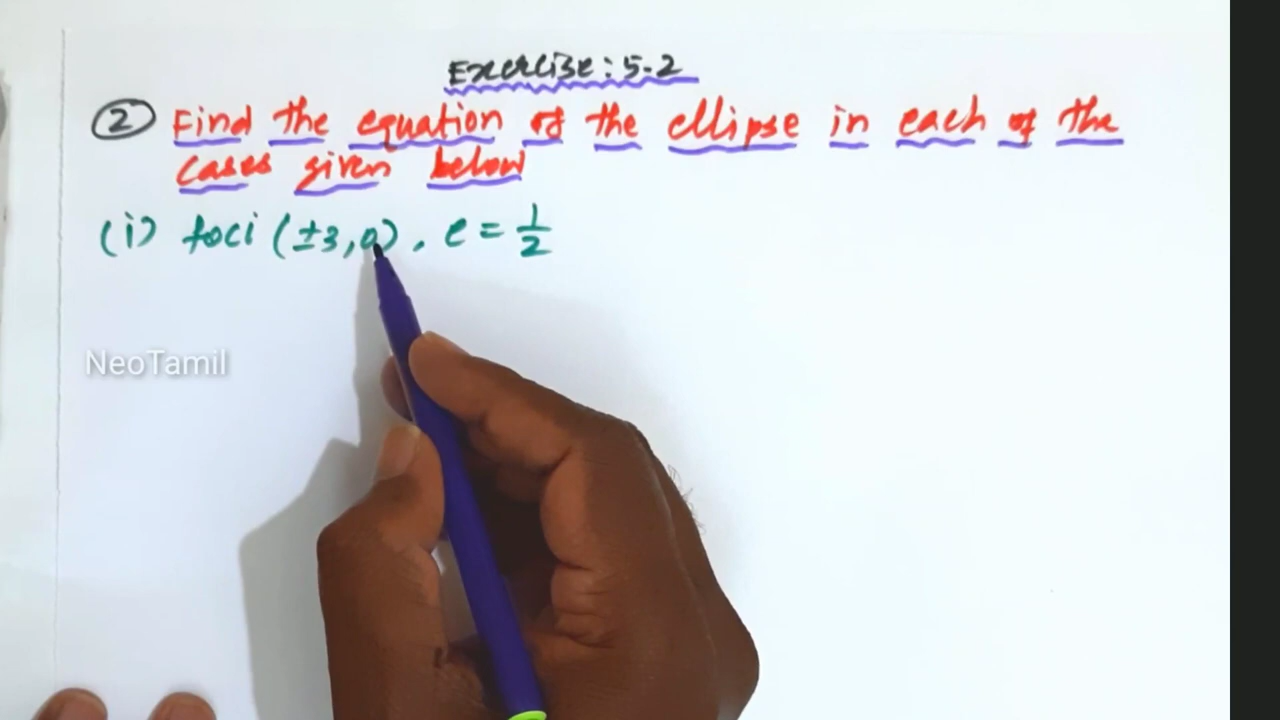 Exercise: 5.2
② Find the equation of the ellipse in each of the
cases given below
(i) foci (±3,0), e = 1/2
NeoTamil